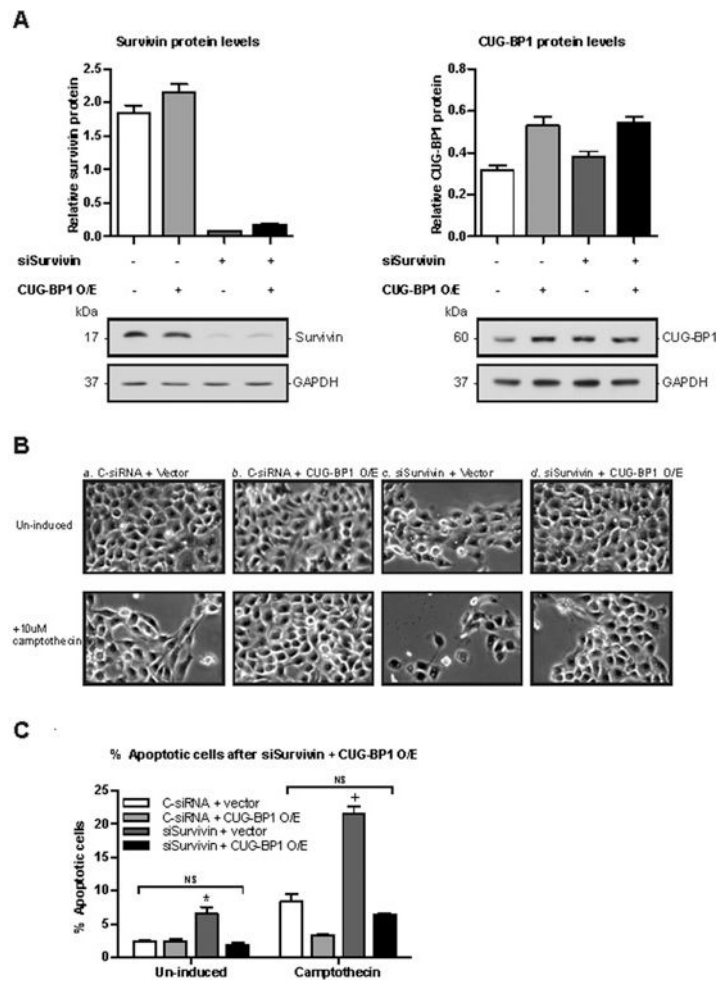 A
Survivin protein levels
CUG-BP1 protein levels
Relative survivin protein
2.5
2.0
1.5
1.0
0.5
0.0
Relative CUG-BP1 protein
0.8
0.6
0.4
0.2
0.0
siSurvivin - - + +
CUG-BP1 O/E - + - +
siSurvivin - - + +
CUG-BP1 O/E - + - +
kDa
17 Survivin
37 GAPDH
kDa
60 CUG-BP1
37 GAPDH
B
a. C-siRNA + Vector
b. C-siRNA + CUG-BP1 O/E
c. siSurvivin + Vector
d. siSurvivin + CUG-BP1 O/E
Un-induced
+10uM
camptothecin
C
% Apoptotic cells after siSurvivin + CUG-BP1 O/E
% Apoptotic cells
25
20
15
10
5
0
C-siRNA + vector
C-siRNA + CUG-BP1 O/E
siSurvivin + vector
siSurvivin + CUG-BP1 O/E
NS
*
NS
+
Un-induced
Camptothecin